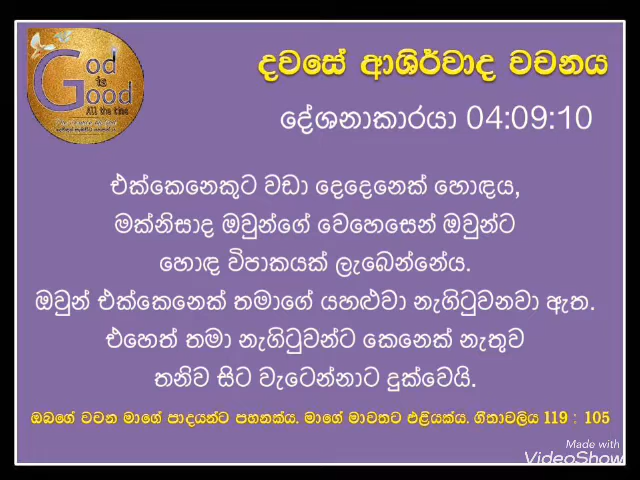 God
is
Good
All the time
දවසේ ආශිර්වාද වචනය
දේශනාකාරයා 04:09:10
එක්කෙනෙකුට වඩා දෙදෙනෙක් හොඳය,
මක්නිසාද ඔවුන්ගේ වෙහෙසෙන් ඔවුන්ට
හොඳ විපාකයක් ලැබෙන්නේය.
ඔවුන් එක්කෙනෙක් තමාගේ යහළුවා නැගිටුවනවා ඇත.
එහෙත් තමා නැගිටුවන්ට කෙනෙක් නැතුව
තනිව සිට වැටෙන්නාට දුක්වෙයි.
ඔබගේ වචන මාගේ පාදයන්ට පහනක්ය. මාගේ මාවතට එළියක්ය. ගීතාවලිය 119 : 105
Made with
VideoShow